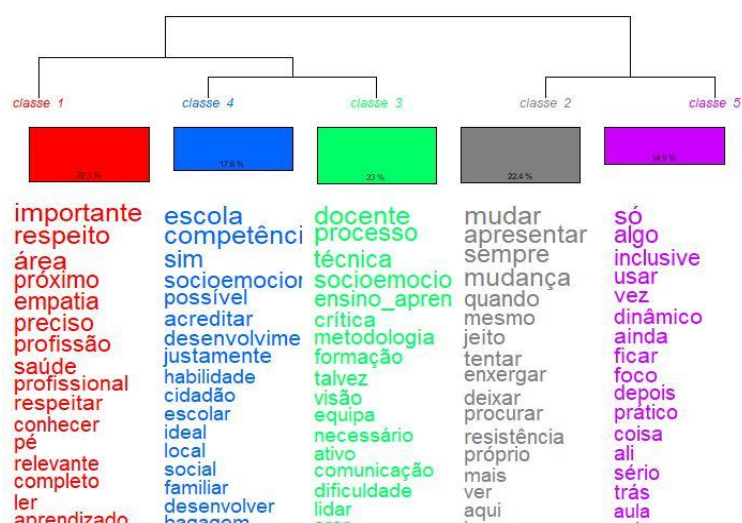 classe 1
classe 4
classe 3
classe 2
classe 5
22.1 %
17.6 %
23 %
22.4 %
14.9 %
importante
respeito
área
próximo
empatia
preciso
profissão
saúde
profissional
respeitar
conhecer
pé
relevante
completo
ler
aprendizado
escola
competênci
sim
socioemocior
possível
acreditar
desenvolvime
justamente
habilidade
cidadão
escolar
ideal
local
social
familiar
desenvolver
bagagem
docente
processo
técnica
socioemocio
ensino_apren
crítica
metodologia
formação
talvez
visão
equipa
necessário
ativo
comunicação
dificuldade
lidar
mudar
apresentar
sempre
mudança
quando
mesmo
jeito
tentar
enxergar
deixar
procurar
resistência
próprio
mais
ver
aqui
só
algo
inclusive
usar
vez
dinâmico
ainda
ficar
foco
depois
prático
coisa
ali
sério
trás
aula